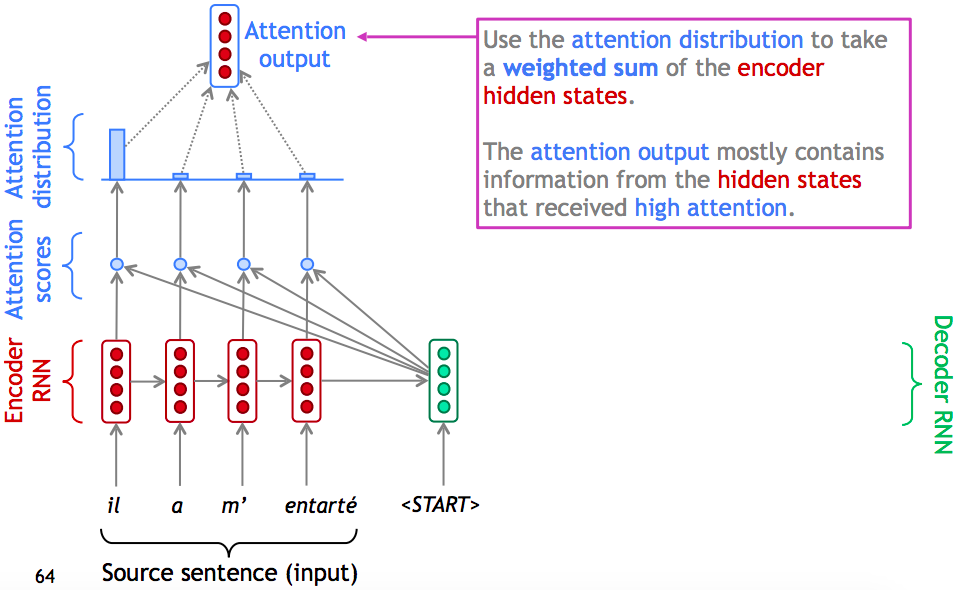 Attention
output
Use the attention distribution to take
a weighted sum of the encoder
hidden states.
The attention output mostly contains
information from the hidden states
that received high attention.
Attention
distribution
Attention
scores
Encoder
RNN
Decoder RNN
il a m’ entarté <START>
Source sentence (input)
64